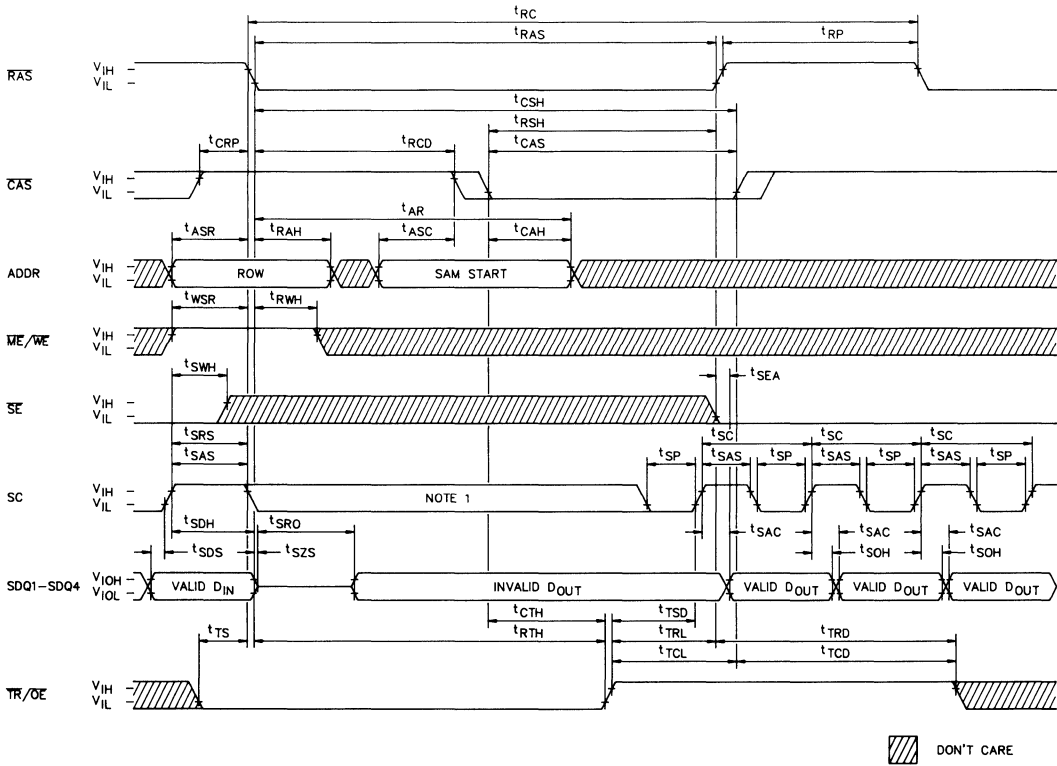 tRC
tRAS
tRP
RAS
VIH
VIL
tCSH
tRSH
tCRP
tRCD
tCAS
CAS
VIH
VIL
tAR
tASR
tRAH
tASC
tCAH
ADDR
VIH
VIL
ROW
SAM START
tWSR
tRWH
ME/WE
VIH
VIL
tSWH
tSEA
SE
VIH
VIL
tSRS
tSC
tSC
tSC
tSAS
tSP
tSAS
tSP
tSAS
tSP
tSAS
tSP
SC
VIH
VIL
NOTE 1
tSDH
tSRO
tSAC
tSAC
tSAC
tSDS
tSZS
tSOH
tSOH
SDQ1-SDQ4
VIOH
VIOL
VALID DIN
INVALID DOUT
VALID DOUT
VALID DOUT
VALID DOUT
tCTH
tTSD
tTS
tRTH
tTRL
tTRD
tTCL
tTCD
TR/OE
VIH
VIL
DON'T CARE